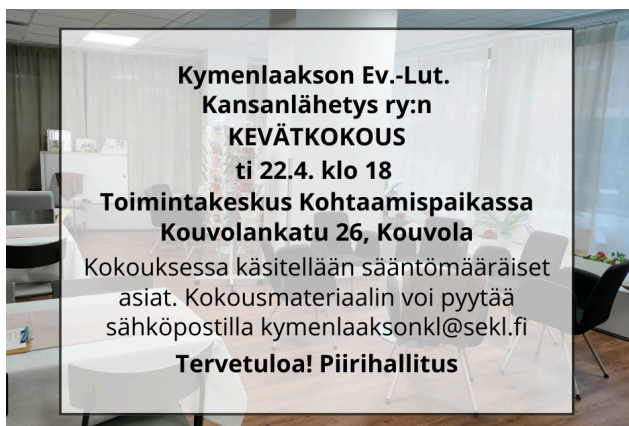 Kymenlaakson Ev.-Lut.
Kansanlähetys ry:n
KEVÄTKOKOUS
ti 22.4. klo 18
Toimintakeskus Kohtaamispaikassa
Kouvolankatu 26, Kouvola
Kokouksessa käsitellään sääntömääräiset
asiat. Kokousmateriaalin voi pyytää
sähköpostilla kymenlaaksonkl@sekl.fi
Tervetuloa! Piirihallitus